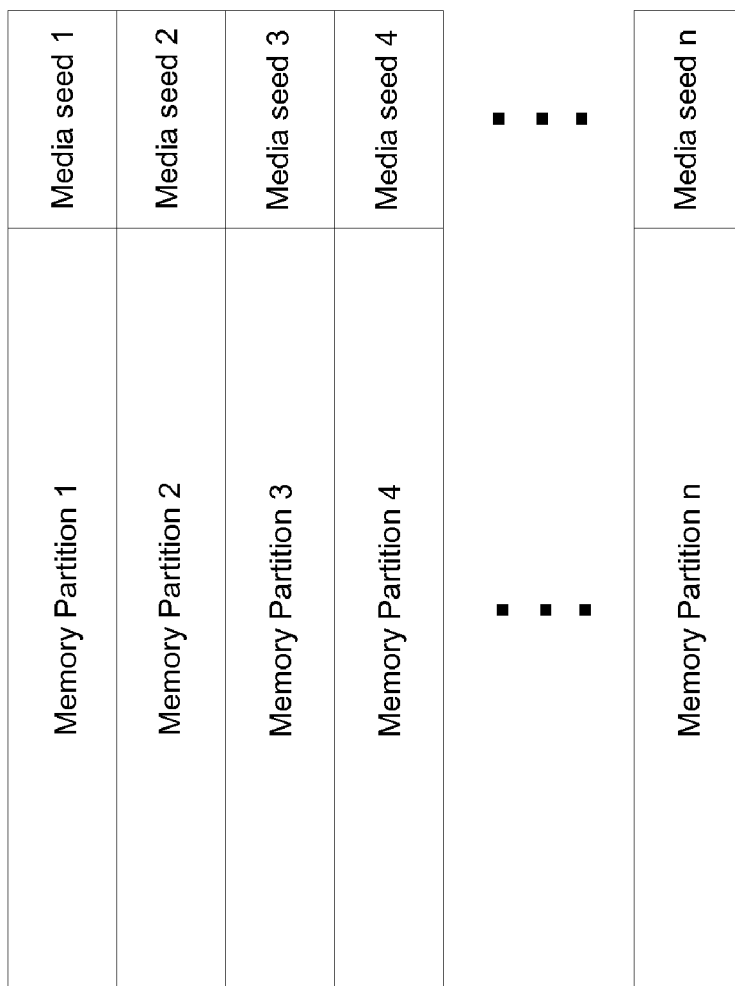 Media seed 1
Media seed 2
Media seed 3
Media seed 4
Media seed n
Memory Partition 1
Memory Partition 2
Memory Partition 3
Memory Partition 4
Memory Partition n